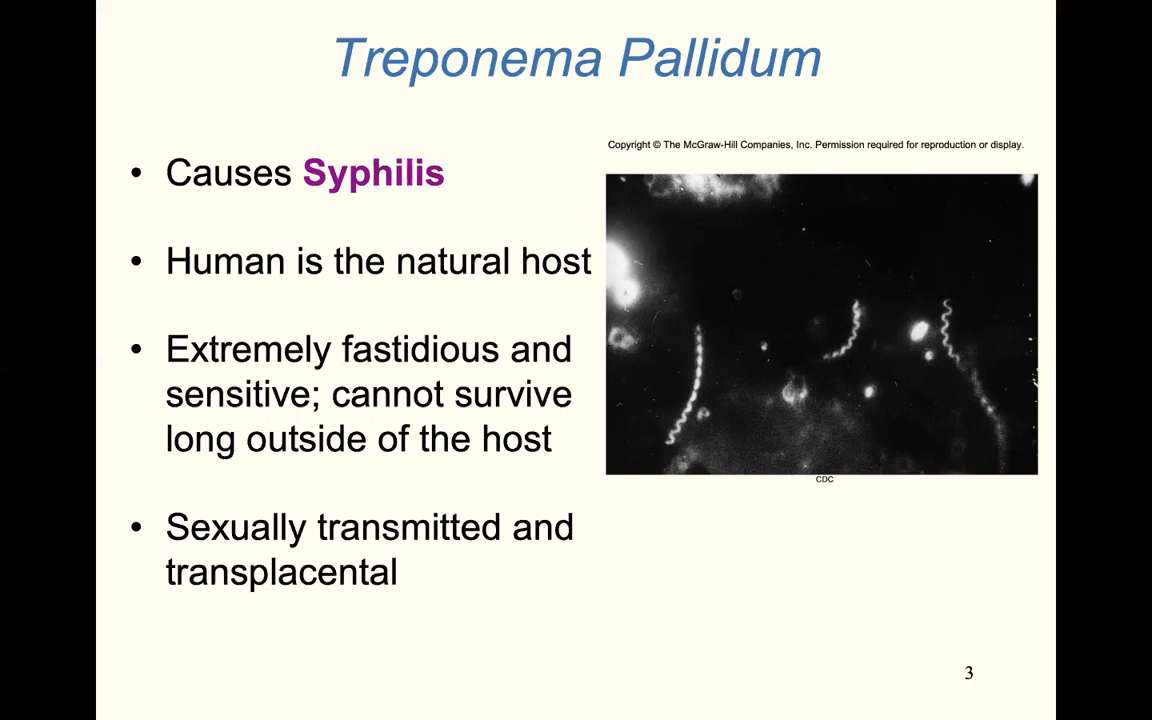 Treponema Pallidum
• Causes Syphilis
• Human is the natural host
• Extremely fastidious and
sensitive; cannot survive
long outside of the host
• Sexually transmitted and
transplacental
Copyright © The McGraw-Hill Companies, Inc. Permission required for reproduction or display.
CDC
3